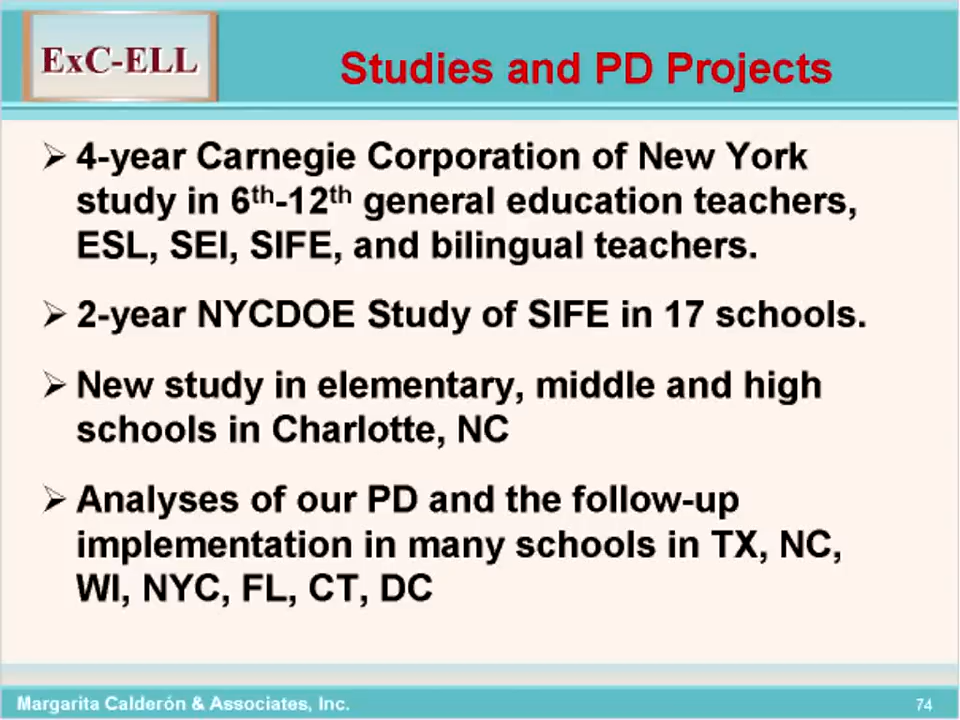 ExC-ELL
Studies and PD Projects
➢ 4-year Carnegie Corporation of New York
study in 6th-12th general education teachers,
ESL, SEI, SIFE, and bilingual teachers.
➢ 2-year NYCDOE Study of SIFE in 17 schools.
➢ New study in elementary, middle and high
schools in Charlotte, NC
➢ Analyses of our PD and the follow-up
implementation in many schools in TX, NC,
WI, NYC, FL, CT, DC
Margarita Calderón & Associates, Inc.
74